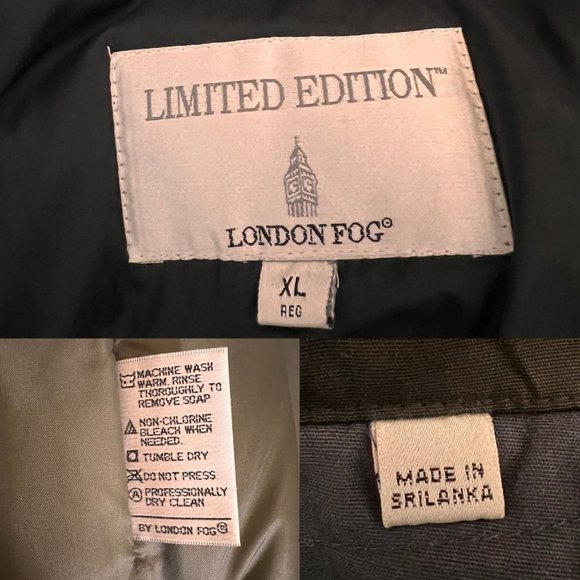 LIMITED EDITION™
LONDON FOG®
XL
REG
MACHINE WASH
WARM. RINSE
THOROUGHLY TO
REMOVE SOAP
NON-CHLORINE
BLEACH WHEN
NEEDED.
TUMBLE DRY
DO NOT PRESS
A PROFESSIONALLY
DRY CLEAN
BY LONDON FOG®
MADE IN
SRILANKA